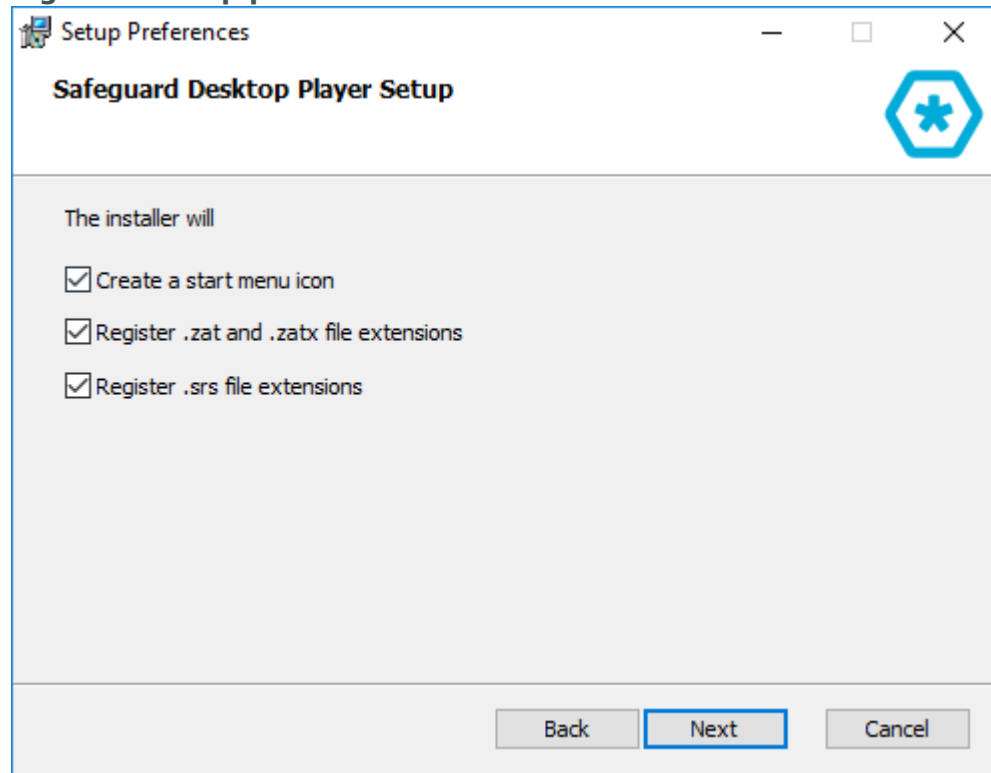 Setup Preferences
Safeguard Desktop Player Setup
The installer will
Create a start menu icon
Register .zat and .zatx file extensions
Register .srs file extensions
Back Next Cancel